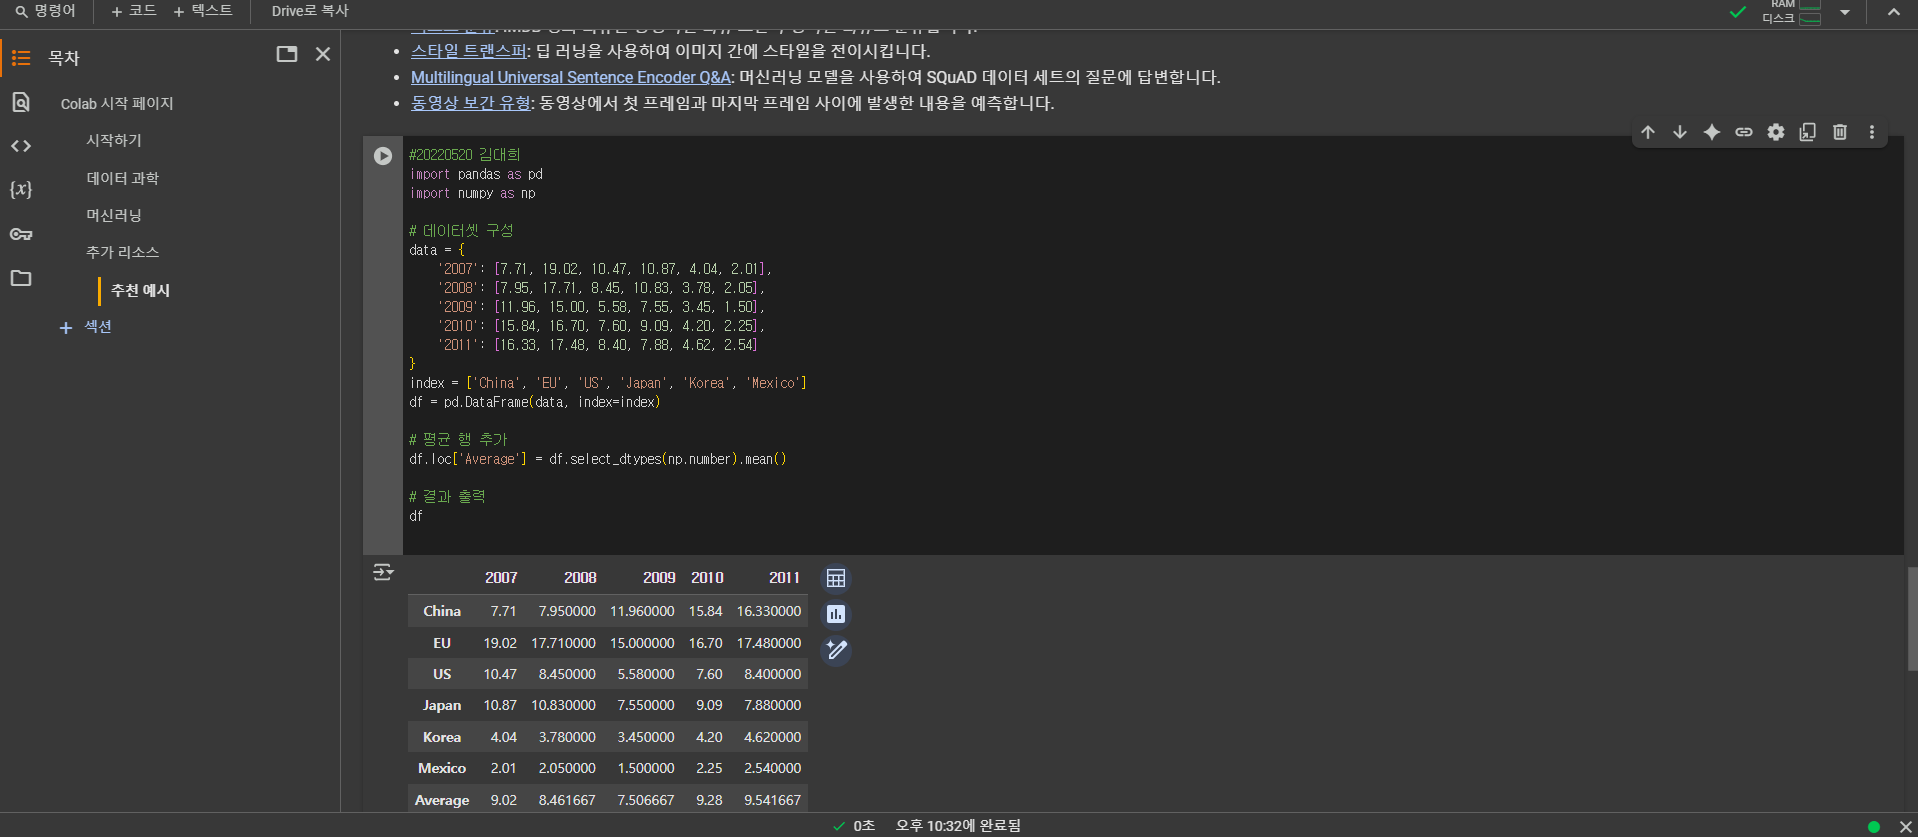 명령어
+ 코드
+ 텍스트
Drive로 복사
RAM
디스크
목차
Colab 시작 페이지
시작하기
데이터 과학
머신러닝
추가 리소스
추천 예시
+ 섹션
스타일 트랜스퍼: 딥 러닝을 사용하여 이미지 간에 스타일을 전이시킵니다.
Multilingual Universal Sentence Encoder Q&A: 머신러닝 모델을 사용하여 SQuAD 데이터 세트의 질문에 답변합니다.
동영상 보간 유형: 동영상에서 첫 프레임과 마지막 프레임 사이에 발생한 내용을 예측합니다.
#20220520 김대희
import pandas as pd
import numpy as np
# 데이터셋 구성
data = {
'2007': [7.71, 19.02, 10.47, 10.87, 4.04, 2.01],
'2008': [7.95, 17.71, 8.45, 10.83, 3.78, 2.05],
'2009': [11.96, 15.00, 5.58, 7.55, 3.45, 1.50],
'2010': [15.84, 16.70, 7.60, 9.09, 4.20, 2.25],
'2011': [16.33, 17.48, 8.40, 7.88, 4.62, 2.54]
}
index = ['China', 'EU', 'US', 'Japan', 'Korea', 'Mexico']
df = pd.DataFrame(data, index=index)
# 평균 행 추가
df.loc['Average'] = df.select_dtypes(np.number).mean()
# 결과 출력
df
2007 2008 2009 2010 2011
China 7.71 7.950000 11.960000 15.84 16.330000
EU 19.02 17.710000 15.000000 16.70 17.480000
US 10.47 8.450000 5.580000 7.60 8.400000
Japan 10.87 10.830000 7.550000 9.09 7.880000
Korea 4.04 3.780000 3.450000 4.20 4.620000
Mexico 2.01 2.050000 1.500000 2.25 2.540000
Average 9.02 8.461667 7.506667 9.28 9.541667
0초 오후 10:32에 완료됨